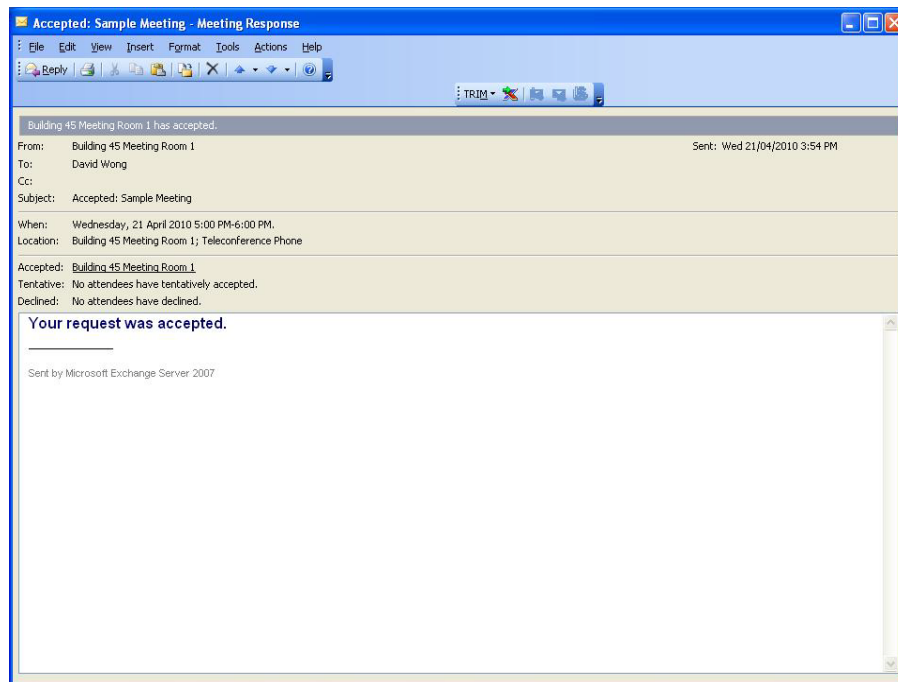 Accepted: Sample Meeting - Meeting Response
File Edit View Insert Format Tools Actions Help
Reply
TRIM
Building 45 Meeting Room 1 has accepted.
From: Building 45 Meeting Room 1 Sent: Wed 21/04/2010 3:54 PM
To: David Wong
Cc:
Subject: Accepted: Sample Meeting
When: Wednesday, 21 April 2010 5:00 PM-6:00 PM.
Location: Building 45 Meeting Room 1; Teleconference Phone
Accepted: Building 45 Meeting Room 1
Tentative: No attendees have tentatively accepted.
Declined: No attendees have declined.
Your request was accepted.
Sent by Microsoft Exchange Server 2007